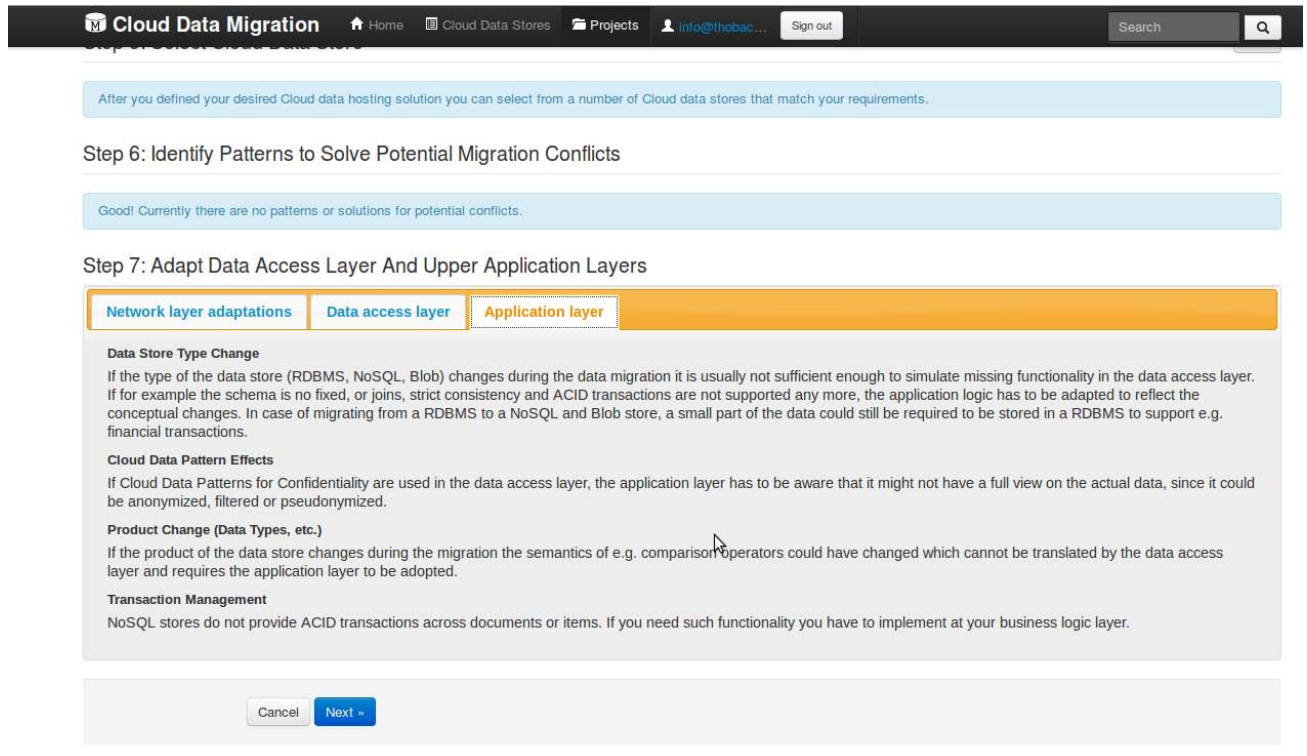 M Cloud Data Migration Home Cloud Data Stores Projects info@thobac... Sign out Search
Step 5: Select Cloud Data Store
After you defined your desired Cloud data hosting solution you can select from a number of Cloud data stores that match your requirements.
Step 6: Identify Patterns to Solve Potential Migration Conflicts
Good! Currently there are no patterns or solutions for potential conflicts.
Step 7: Adapt Data Access Layer And Upper Application Layers
Network layer adaptations Data access layer Application layer
Data Store Type Change
If the type of the data store (RDBMS, NoSQL, Blob) changes during the data migration it is usually not sufficient enough to simulate missing functionality in the data access layer.
If for example the schema is no fixed, or joins, strict consistency and ACID transactions are not supported any more, the application logic has to be adapted to reflect the
conceptual changes. In case of migrating from a RDBMS to a NoSQL and Blob store, a small part of the data could still be required to be stored in a RDBMS to support e.g.
financial transactions.
Cloud Data Pattern Effects
If Cloud Data Patterns for Confidentiality are used in the data access layer, the application layer has to be aware that it might not have a full view on the actual data, since it could
be anonymized, filtered or pseudonymized.
Product Change (Data Types, etc.)
If the product of the data store changes during the migration the semantics of e.g. comparison operators could have changed which cannot be translated by the data access
layer and requires the application layer to be adopted.
Transaction Management
NoSQL stores do not provide ACID transactions across documents or items. If you need such functionality you have to implement at your business logic layer.
Cancel Next »